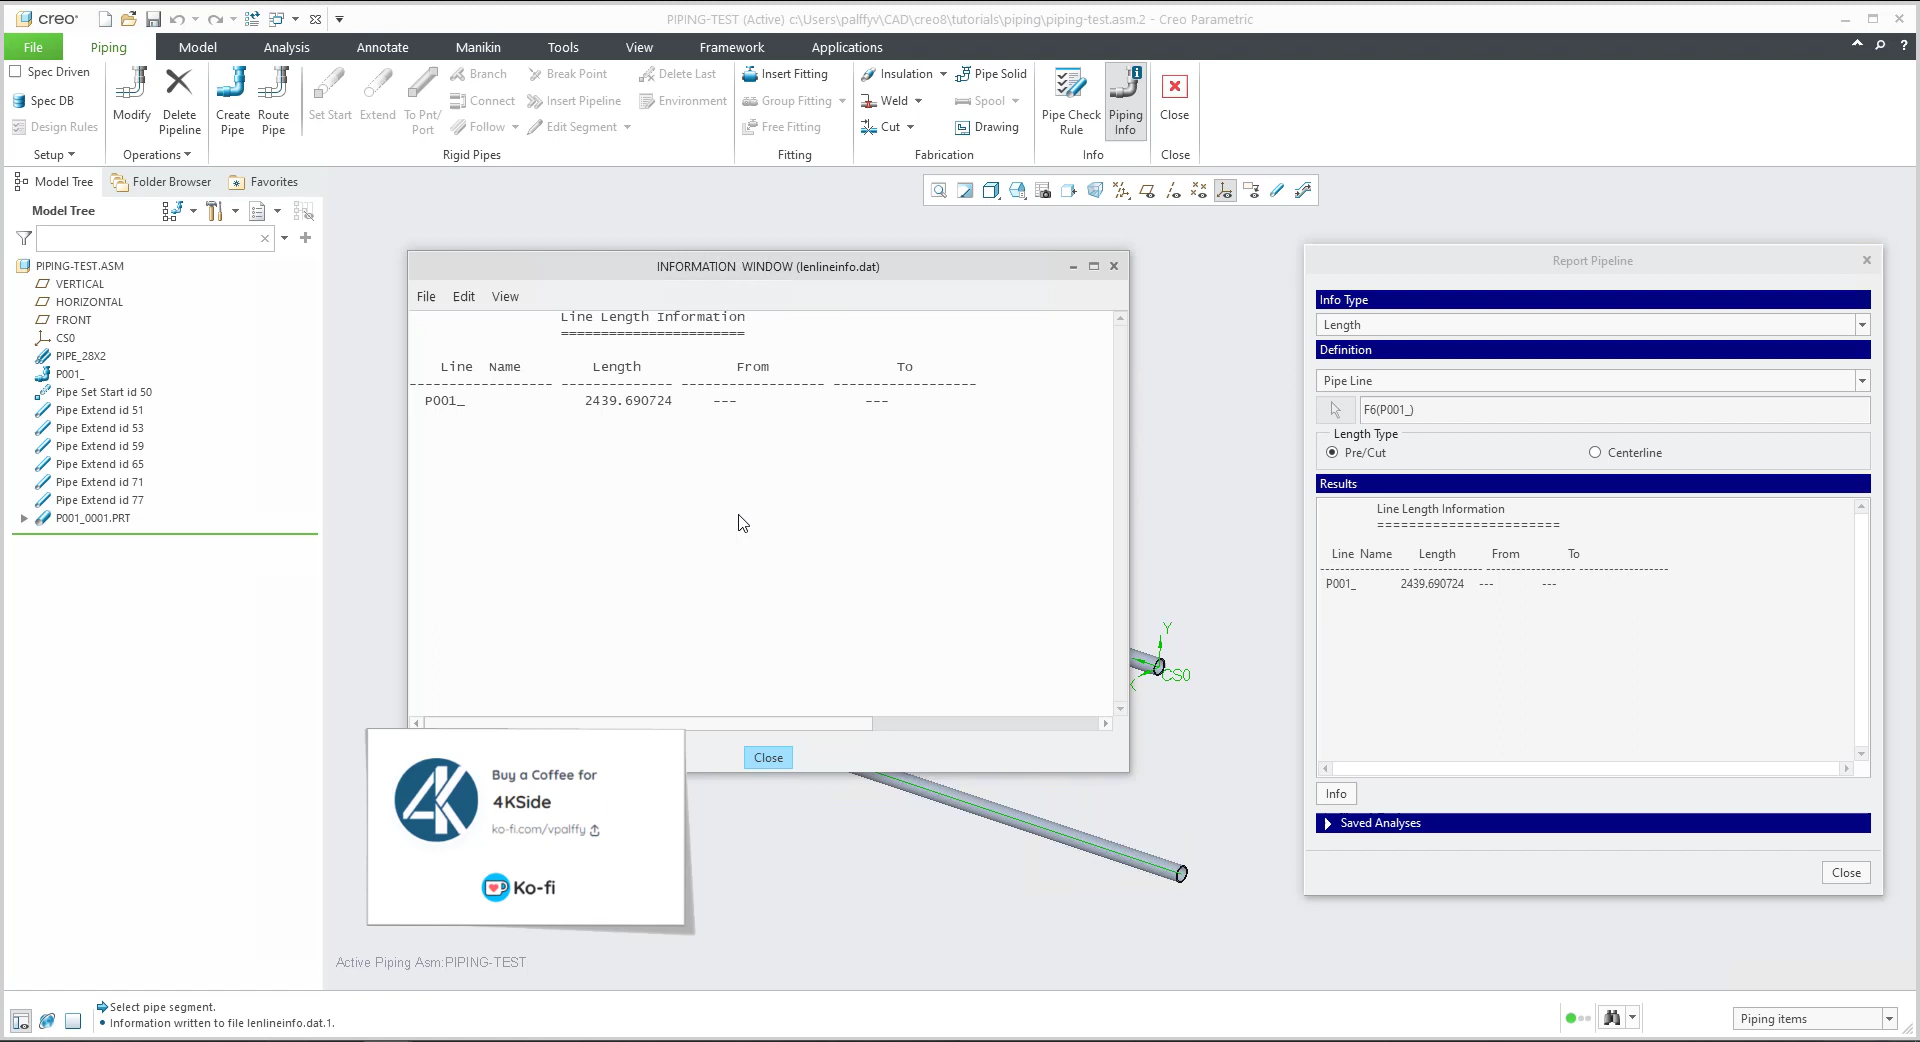 creo
PIPING-TEST (Active) c:\Users\palffyv\CAD\creo8\tutorials\piping\piping-test.asm.2 - Creo Parametric
File Piping Model Analysis Annotate Manikin Tools View Framework Applications
Spec Driven
Spec DB
Design Rules
Setup
Modify
Delete Pipeline
Operations
Create Pipe
Route Pipe
Set Start
Extend
To Pnt/Port
Branch
Connect
Follow
Break Point
Insert Pipeline
Edit Segment
Delete Last
Environment
Rigid Pipes
Insert Fitting
Group Fitting
Free Fitting
Fitting
Insulation
Weld
Cut
Pipe Solid
Spool
Drawing
Fabrication
Pipe Check Rule
Piping Info
Info
Close
Close
Model Tree Folder Browser Favorites
Model Tree
PIPING-TEST.ASM
VERTICAL
HORIZONTAL
FRONT
CS0
PIPE_28X2
P001_
Pipe Set Start id 50
Pipe Extend id 51
Pipe Extend id 53
Pipe Extend id 59
Pipe Extend id 65
Pipe Extend id 71
Pipe Extend id 77
P001_0001.PRT
INFORMATION WINDOW (lenlineinfo.dat)
File Edit View
Line Length Information
=======================
Line Name Length From To
------------------ -------------- ------------------ ------------------
P001_ 2439.690724 --- ---
Close
Y
X
CS0
Buy a Coffee for
4KSide
ko-fi.com/vpalffy
Ko-fi
Active Piping Asm:PIPING-TEST
Report Pipeline
Info Type
Length
Definition
Pipe Line
F6(P001_)
Length Type
Pre/Cut Centerline
Results
Line Length Information
=======================
Line Name Length From To
------------------ -------------- ------------------ ------------------
P001_ 2439.690724 --- ---
Info
Saved Analyses
Close
Select pipe segment.
• Information written to file lenlineinfo.dat.1.
Piping items